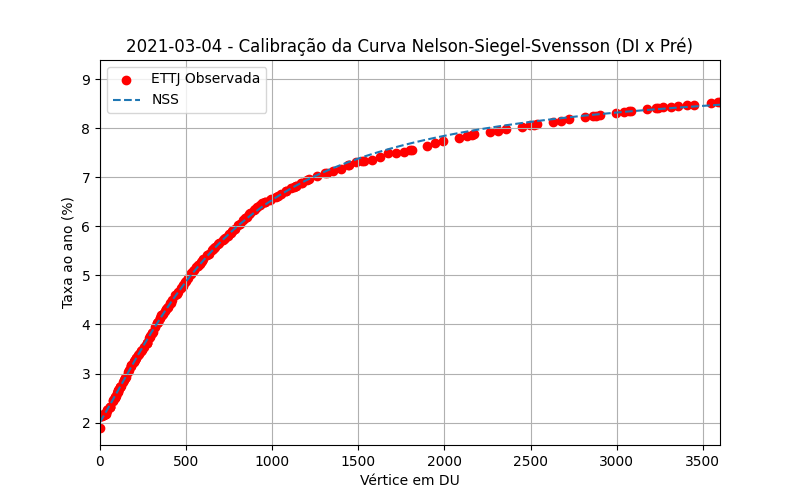 2021-03-04 - Calibração da Curva Nelson-Siegel-Svensson (DI x Pré)
ETTJ Observada
NSS
Taxa ao ano (%)
9
8
7
6
5
4
3
2
0 500 1000 1500 2000 2500 3000 3500
Vértice em DU